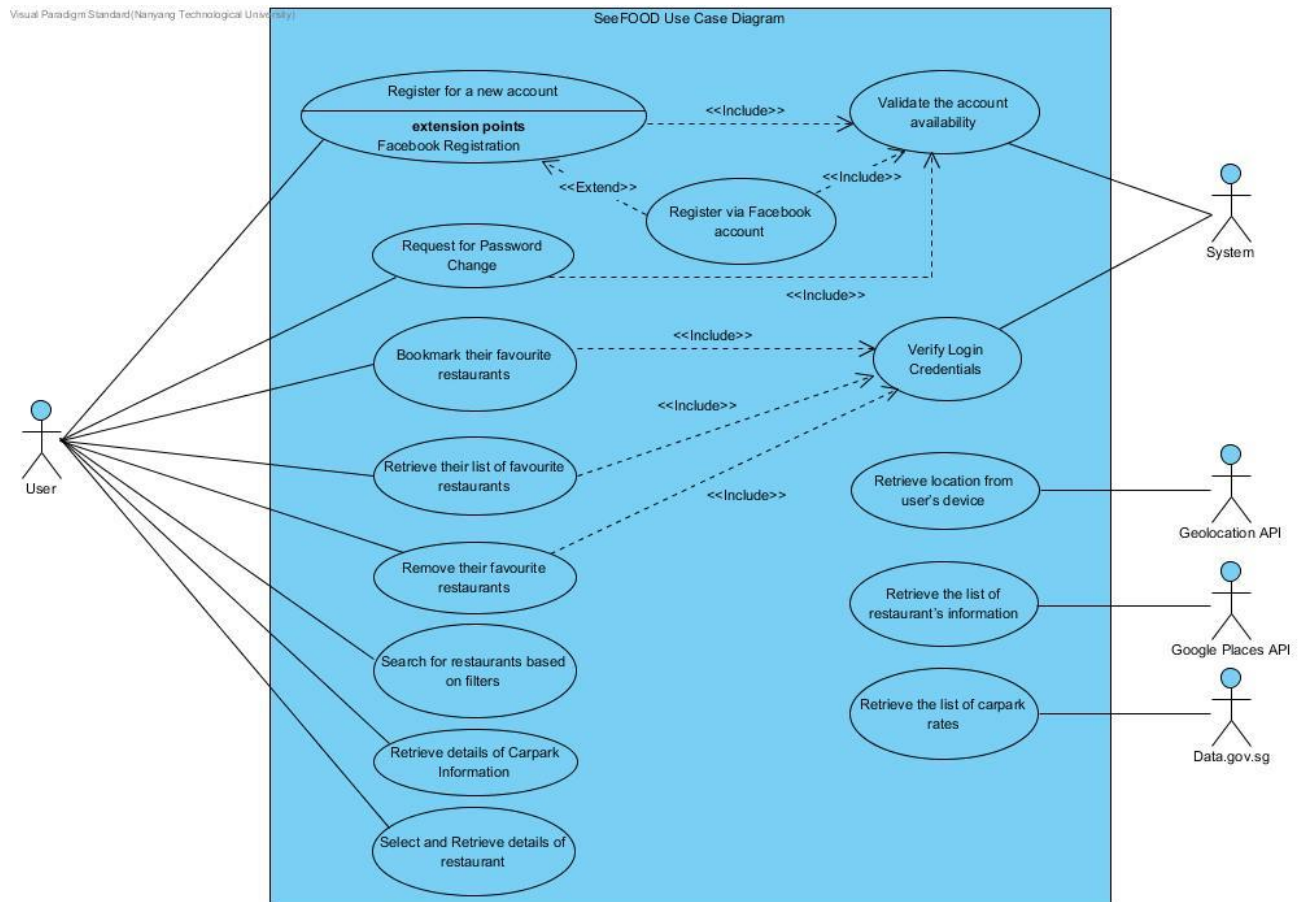 Visual Paradigm Standard(Nanyang Technological University)
SeeFOOD Use Case Diagram
Register for a new account
extension points
Facebook Registration
<<Include>>
Validate the account
availability
<<Extend>>
<<Include>>
Register via Facebook
account
System
Request for Password
Change
<<Include>>
Bookmark their favourite
restaurants
<<Include>>
Verify Login
Credentials
<<Include>>
User
Retrieve their list of favourite
restaurants
<<Include>>
Retrieve location from
user's device
Geolocation API
Remove their favourite
restaurants
Retrieve the list of
restaurant's information
Google Places API
Search for restaurants based
on filters
Retrieve the list of carpark
rates
Data.gov.sg
Retrieve details of Carpark
Information
Select and Retrieve details of
restaurant